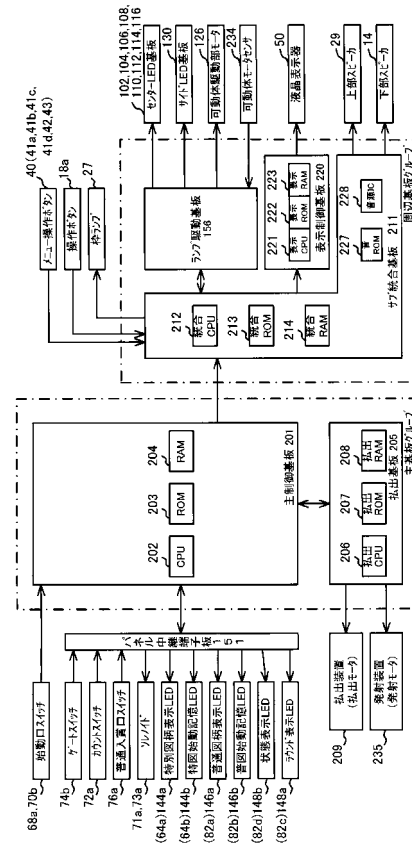 68a,70b
始動口スイッチ
74b
ゲートスイッチ
72a
カウントスイッチ
76a
普通入賞口スイッチ
71a,73a
ソレノイド
(64a)144a
特別図柄表示LED
(64b)144b
特図始動記憶LED
(82a)146a
普通図柄表示LED
(82b)146b
普図始動記憶LED
(82d)148b
状態表示LED
(82c)148a
ラウンド表示LED
パネル中継端子板 151
202
CPU
203
ROM
204
RAM
主制御基板 201
206
払出CPU
207
払出ROM
208
払出RAM
払出基板 205
主基板グループ
209
払出装置
(払出モータ)
235
発射装置
(発射モータ)
40(41a,41b,41c,
41d,42,43)
メニュー操作ボタン
18a
操作ボタン
27
枠ランプ
212
統合CPU
213
統合ROM
214
統合RAM
ランプ駆動基板
156
221
表示CPU
222
表示ROM
223
表示RAM
表示制御基板 220
227
音ROM
228
音源IC
サブ統合基板 211
周辺基板グループ
102,104,106,108,
110,112,114,116
センターLED基板
130
サイドLED基板
126
可動体駆動部モータ
234
可動体モータセンサ
50
液晶表示器
29
上部スピーカ
14
下部スピーカ